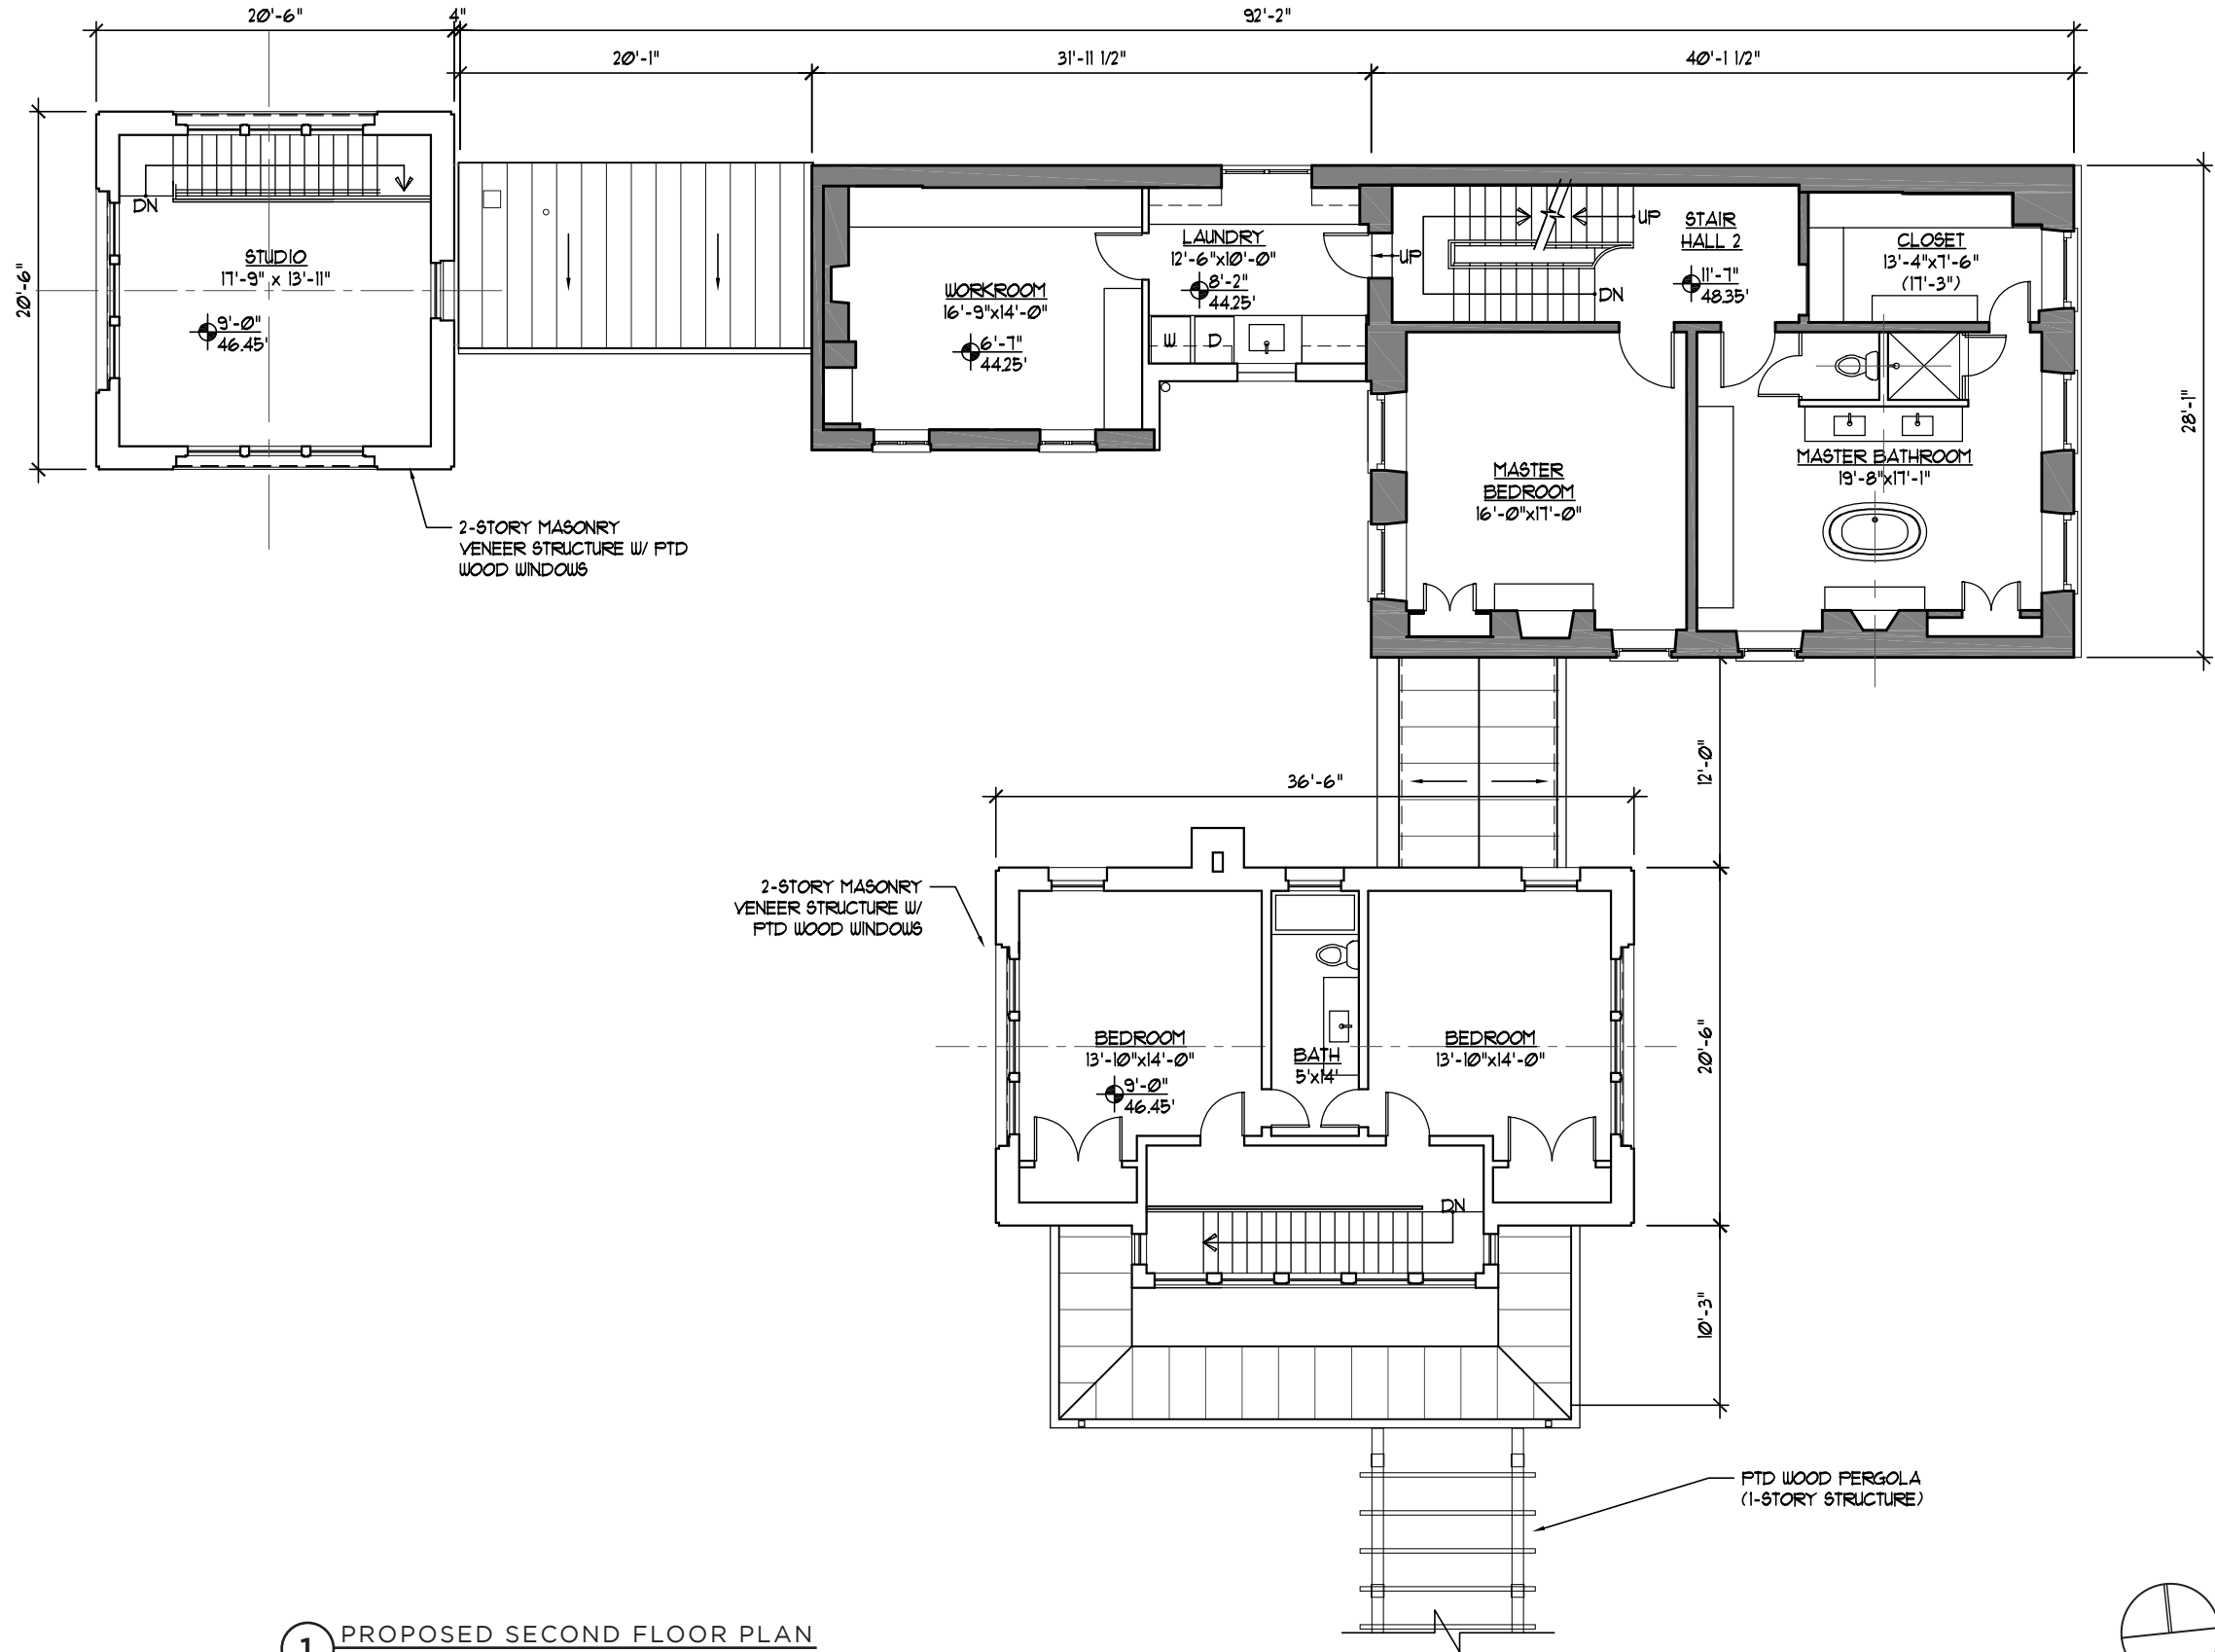 20'-6"
4"
92'-2"
20'-1"
31'-11 1/2"
40'-1 1/2"
20'-6"
DN
STUDIO
17'-9" x 13'-11"
9'-0"
46.45'
2-STORY MASONRY
VENEER STRUCTURE W/ PTD
WOOD WINDOWS
WORKROOM
16'-9"x14'-0"
6'-7"
44.25'
LAUNDRY
12'-6"x10'-0"
8'-2"
44.25'
W
D
UP
UP
DN
STAIR
HALL 2
11'-7"
48.35'
CLOSET
13'-4"x7'-6"
(17'-3")
28'-1"
MASTER
BEDROOM
16'-0"x17'-0"
MASTER BATHROOM
19'-8"x17'-1"
12'-0"
36'-6"
2-STORY MASONRY
VENEER STRUCTURE W/
PTD WOOD WINDOWS
BEDROOM
13'-10"x14'-0"
9'-0"
46.45'
BATH
5'x14'
BEDROOM
13'-10"x14'-0"
20'-6"
DN
10'-3"
PTD WOOD PERGOLA
(1-STORY STRUCTURE)
1
PROPOSED SECOND FLOOR PLAN